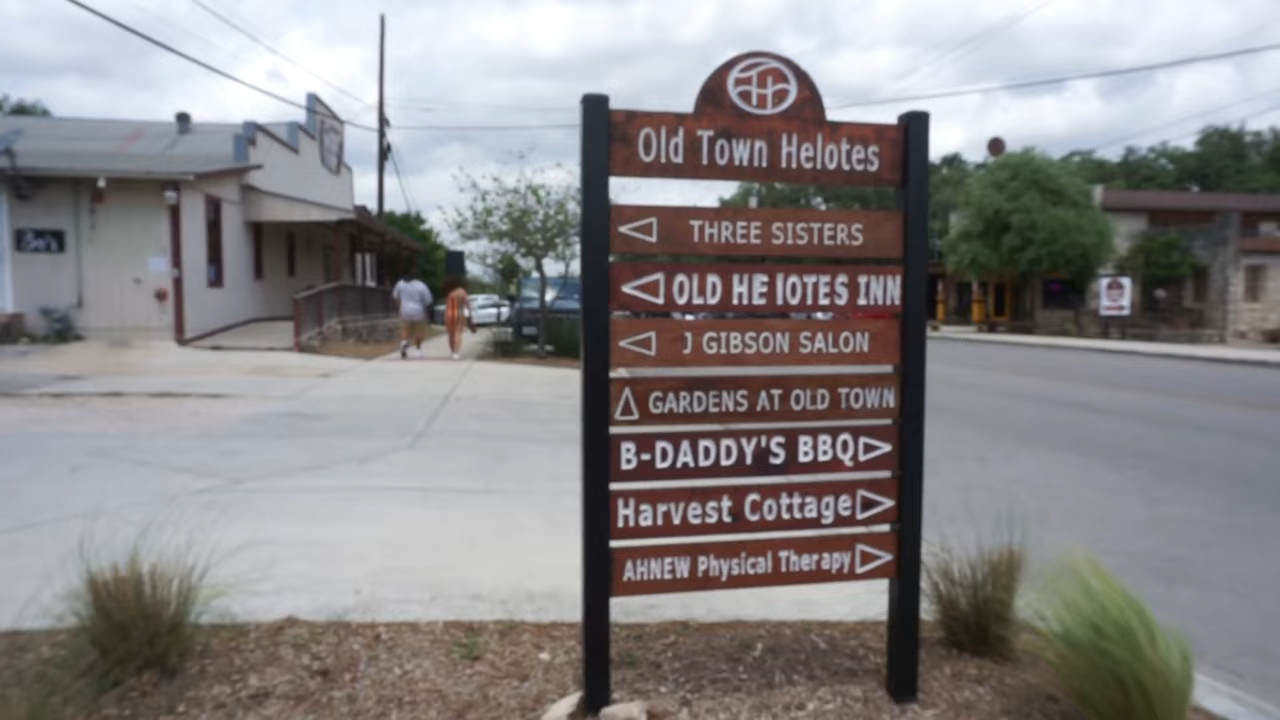 TH
Old Town Helotes
THREE SISTERS
OLD HE IOTES INN
J GIBSON SALON
GARDENS AT OLD TOWN
B-DADDY'S BBQ
Harvest Cottage
AHNEW Physical Therapy